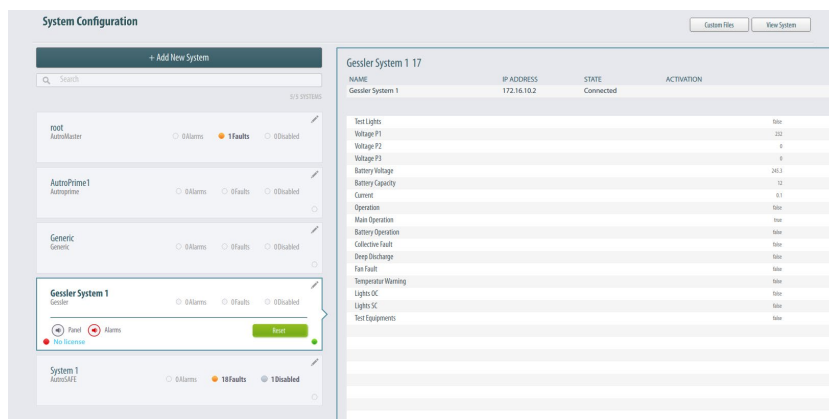 System Configuration
Custom Files
View System
+ Add New System
Search
5/5 SYSTEMS
root
AutroMaster
0Alarms
1Faults
0Disabled
AutroPrime1
Autroprime
0Alarms
0Faults
0Disabled
Generic
Generic
0Alarms
0Faults
0Disabled
Gessler System 1
Gessler
0Alarms
0Faults
0Disabled
Panel
Alarms
Reset
No license
System 1
AutroSAFE
0Alarms
18Faults
1Disabled
Gessler System 1 17
NAME IP ADDRESS STATE ACTIVATION
Gessler System 1 172.16.10.2 Connected
Test Lights false
Voltage P1 232
Voltage P2 0
Voltage P3 0
Battery Voltage 245.3
Battery Capacity 12
Current 0.1
Operation false
Main Operation true
Battery Operation false
Collective Fault false
Deep Discharge false
Fan Fault false
Temperatur Warning false
Lights OC false
Lights SC false
Test Equipments false